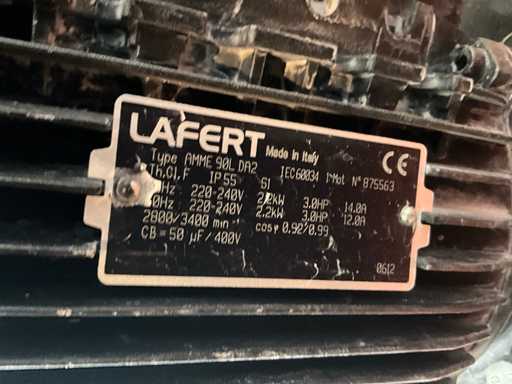 LAFERT Made in Italy CE
Type AMME 90L DA2 IEC60034 1~Mot N° 875563
Th.Cl.F IP55 S1
Hz 220-240V 2.2kW 3.0HP 14.0A
Hz 220-240V 2.2kW 3.0HP 12.0A
2800/3400 min⁻¹ cosφ 0.92/0.99
CB=50 µF/400V
0612